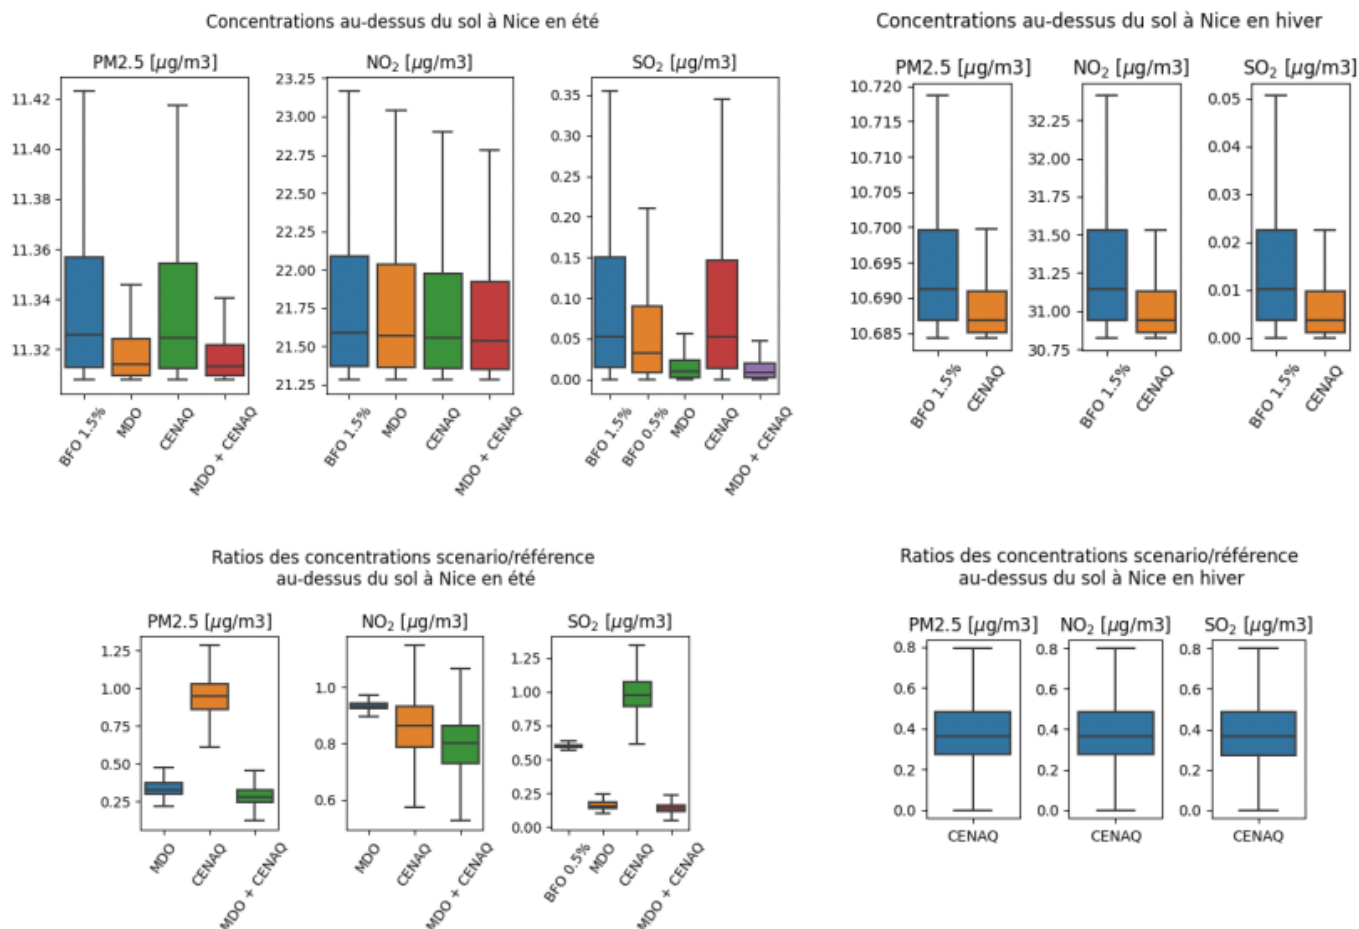 Concentrations au-dessus du sol à Nice en été
PM2.5 [µg/m3]
NO₂ [µg/m3]
SO₂ [µg/m3]
11.42
11.40
11.38
11.36
11.34
11.32
23.25
23.00
22.75
22.50
22.25
22.00
21.75
21.50
21.25
0.35
0.30
0.25
0.20
0.15
0.10
0.05
0.00
BFO 1.5%
MDO
CENAQ
MDO + CENAQ
BFO 1.5%
MDO
CENAQ
MDO + CENAQ
BFO 1.5%
BFO 0.5%
MDO
CENAQ
MDO + CENAQ
Concentrations au-dessus du sol à Nice en hiver
PM2.5 [µg/m3]
NO₂ [µg/m3]
SO₂ [µg/m3]
10.720
10.715
10.710
10.705
10.700
10.695
10.690
10.685
32.25
32.00
31.75
31.50
31.25
31.00
30.75
0.05
0.04
0.03
0.02
0.01
0.00
BFO 1.5%
CENAQ
BFO 1.5%
CENAQ
BFO 1.5%
CENAQ
Ratios des concentrations scenario/référence
au-dessus du sol à Nice en été
PM2.5 [µg/m3]
NO₂ [µg/m3]
SO₂ [µg/m3]
1.25
1.00
0.75
0.50
0.25
1.0
0.8
0.6
1.25
1.00
0.75
0.50
0.25
0.00
MDO
CENAQ
MDO + CENAQ
MDO
CENAQ
MDO + CENAQ
BFO 0.5%
MDO
CENAQ
MDO + CENAQ
Ratios des concentrations scenario/référence
au-dessus du sol à Nice en hiver
PM2.5 [µg/m3]
NO₂ [µg/m3]
SO₂ [µg/m3]
0.8
0.6
0.4
0.2
0.0
0.8
0.6
0.4
0.2
0.0
0.8
0.6
0.4
0.2
0.0
CENAQ
CENAQ
CENAQ